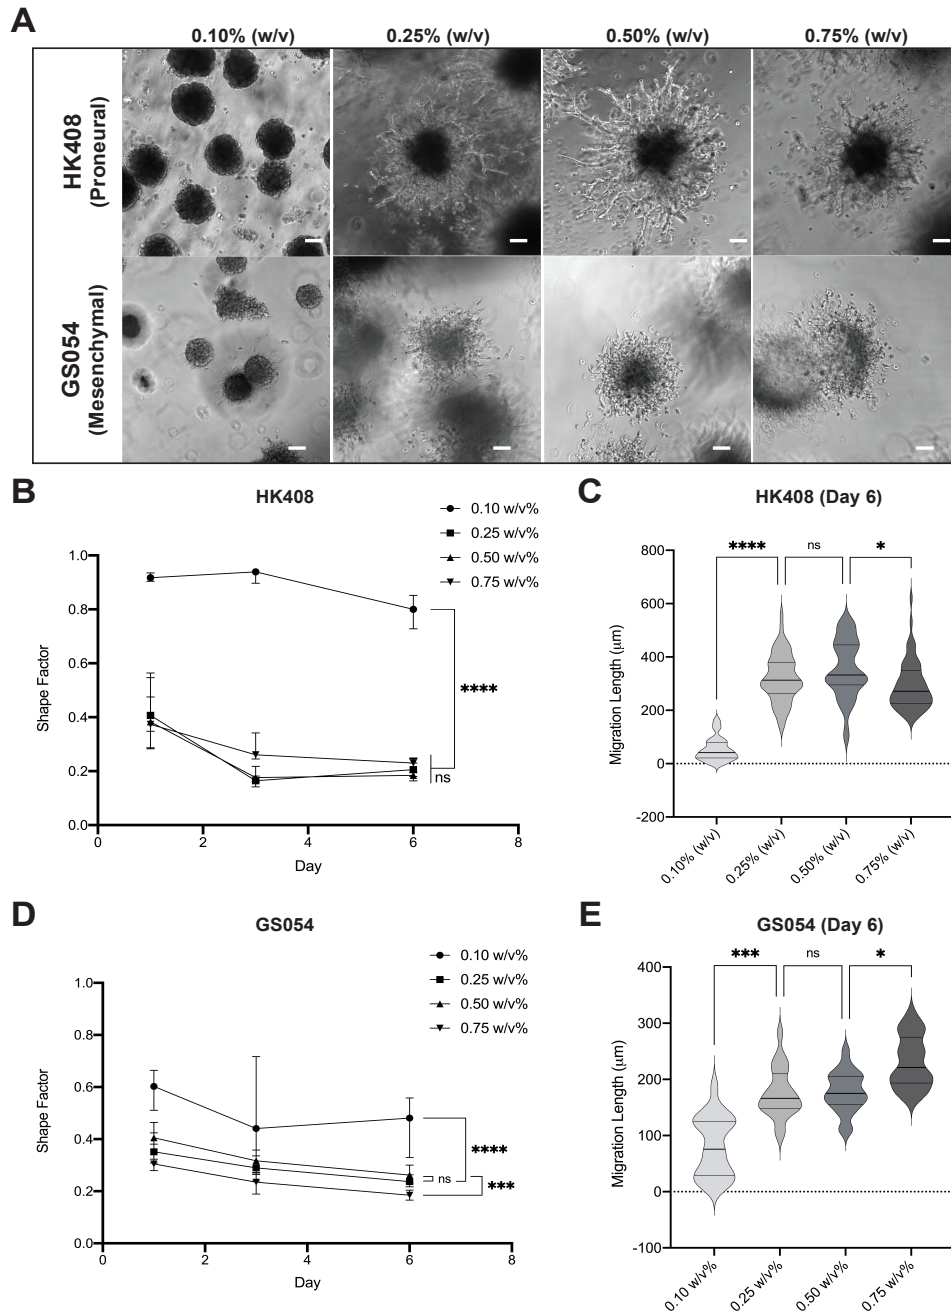 A
0.10% (w/v) 0.25% (w/v) 0.50% (w/v) 0.75% (w/v)
HK408
(Proneural)
GS054
(Mesenchymal)
B
HK408
0.10 w/v%
0.25 w/v%
0.50 w/v%
0.75 w/v%
1.0
0.8
0.6
0.4
0.2
0.0
Shape Factor
0 2 4 6 8
Day
****
ns
C
HK408 (Day 6)
**** ns *
800
600
400
200
0
-200
Migration Length (μm)
0.10% (w/v) 0.25% (w/v) 0.50% (w/v) 0.75% (w/v)
D
GS054
0.10 w/v%
0.25 w/v%
0.50 w/v%
0.75 w/v%
1.0
0.8
0.6
0.4
0.2
0.0
Shape Factor
0 2 4 6 8
Day
****
ns
***
E
GS054 (Day 6)
*** ns *
400
300
200
100
0
-100
Migration Length (μm)
0.10 w/v% 0.25 w/v% 0.50 w/v% 0.75 w/v%